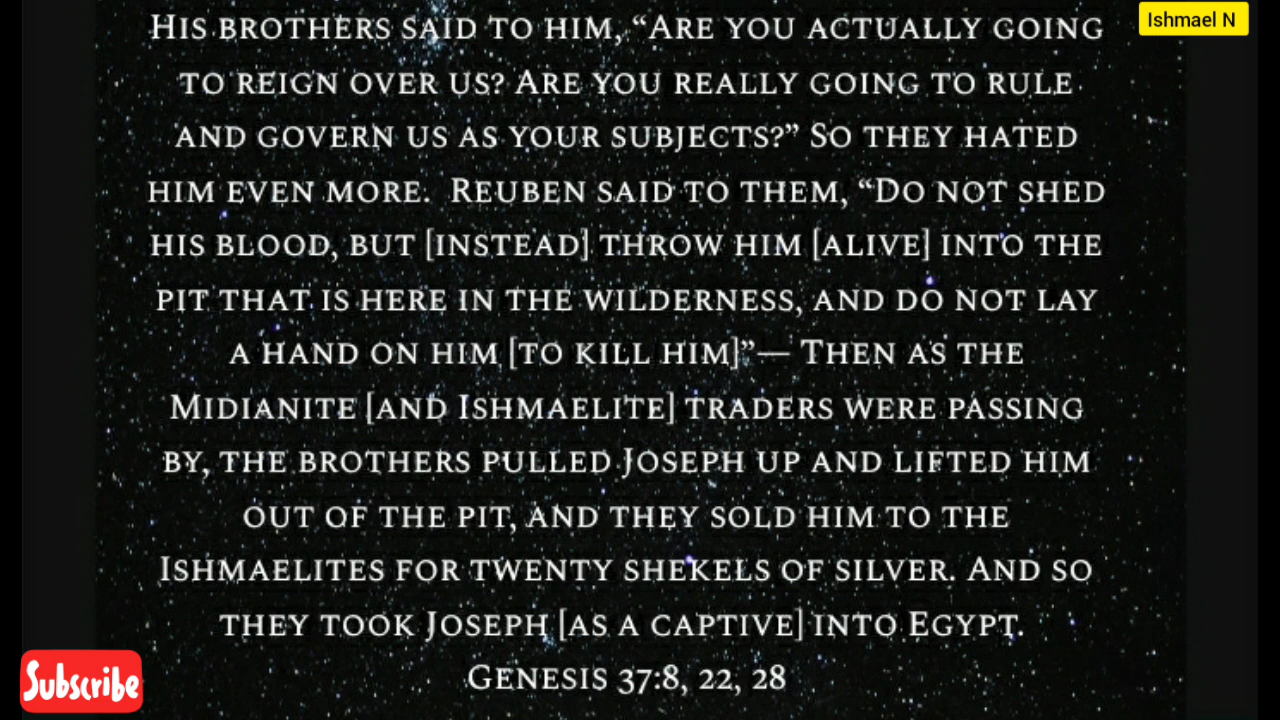 Ishmael N
His brothers said to him, “Are you actually going
to reign over us? Are you really going to rule
and govern us as your subjects?” So they hated
him even more. Reuben said to them, “Do not shed
his blood, but [instead] throw him [alive] into the
pit that is here in the wilderness, and do not lay
a hand on him [to kill him]”— Then as the
Midianite [and Ishmaelite] traders were passing
by, the brothers pulled Joseph up and lifted him
out of the pit, and they sold him to the
Ishmaelites for twenty shekels of silver. And so
they took Joseph [as a captive] into Egypt.
Genesis 37:8, 22, 28
Subscribe